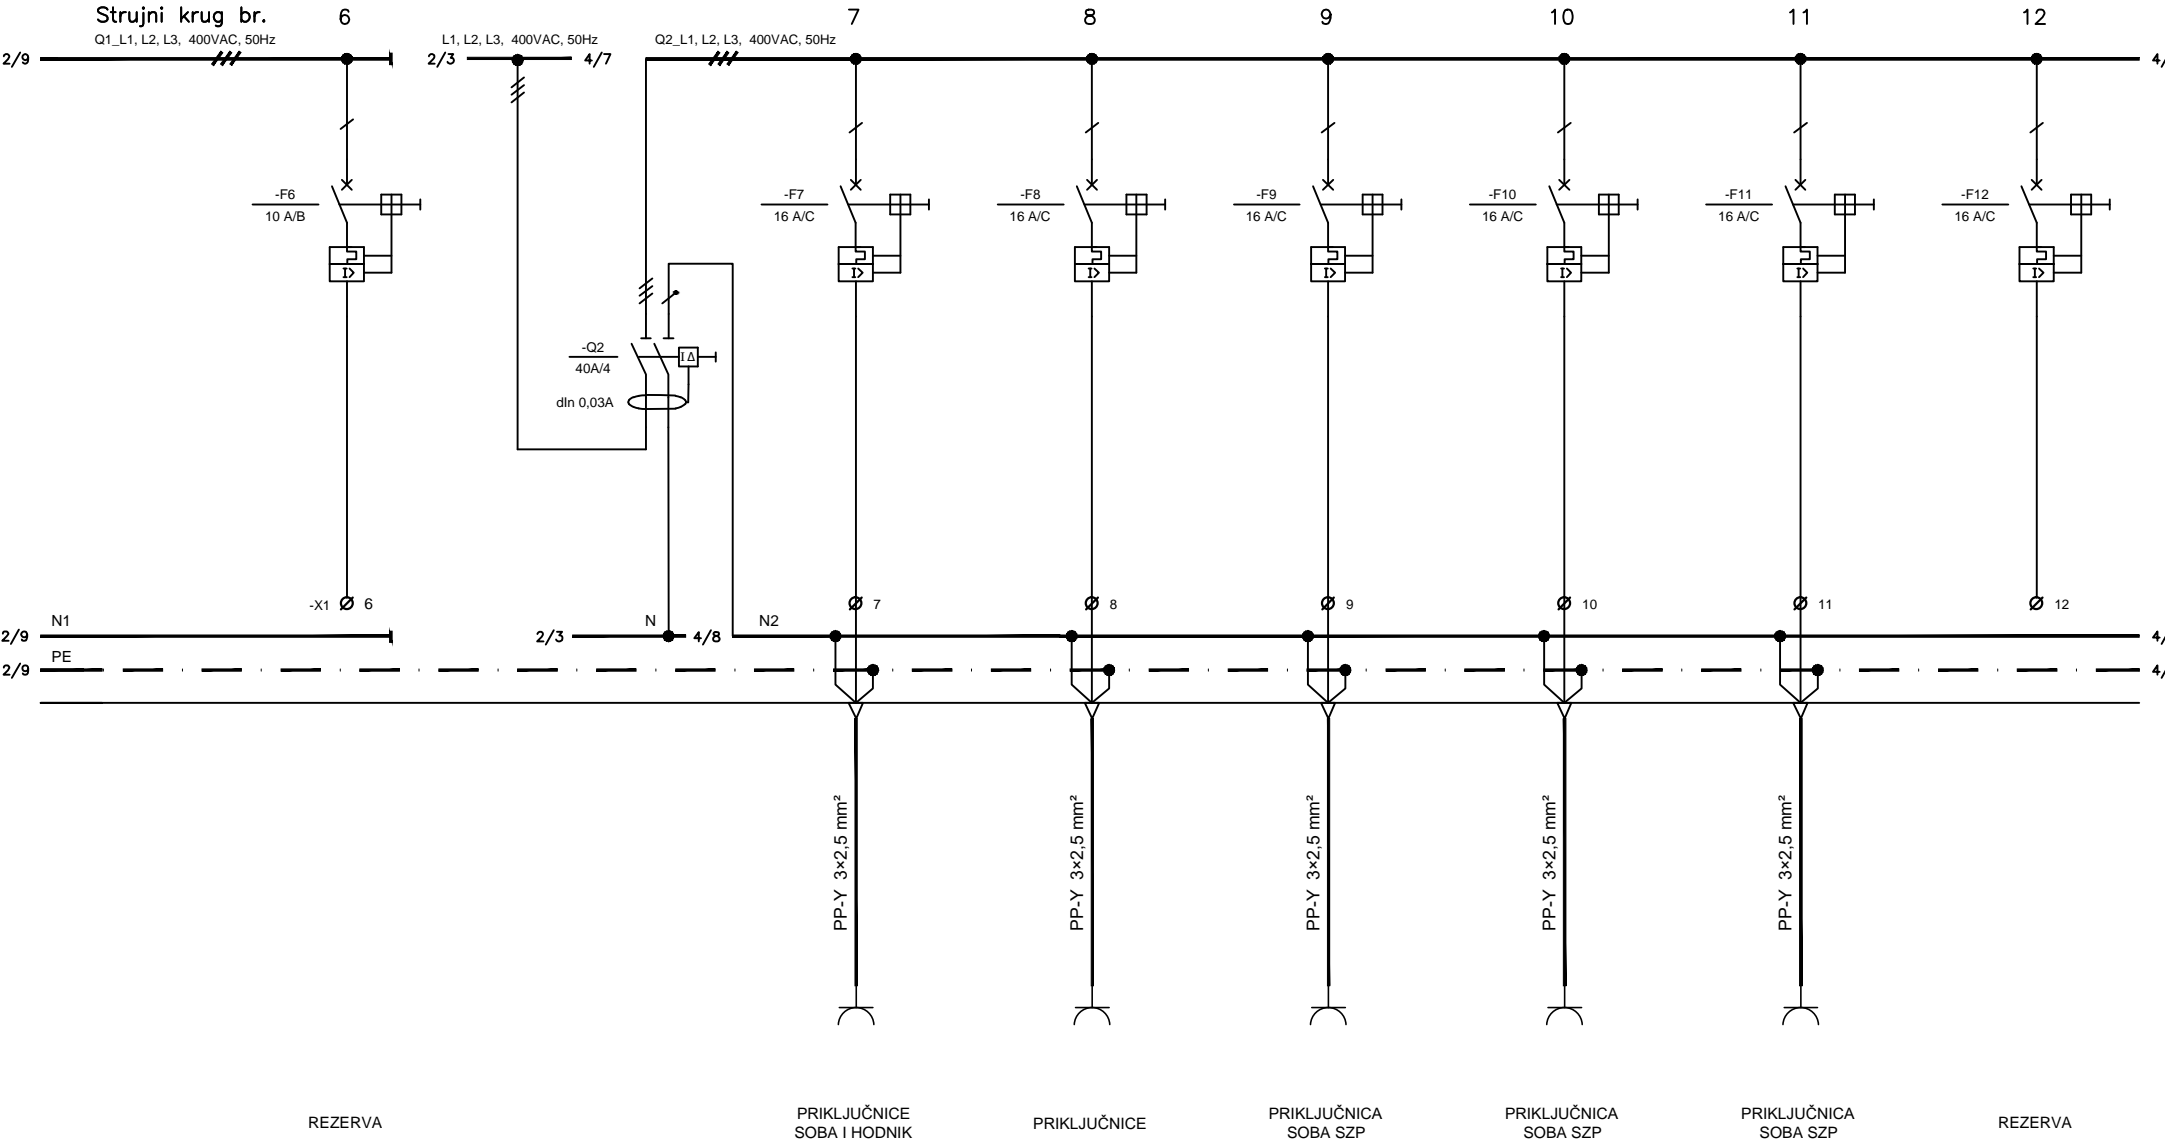 Strujni krug br. 6 7 8 9 10 11 12
Q1_L1, L2, L3, 400VAC, 50Hz L1, L2, L3, 400VAC, 50Hz Q2_L1, L2, L3, 400VAC, 50Hz
2/9 2/3 4/7 4/
-F6 -F7 -F8 -F9 -F10 -F11 -F12
10 A/B 16 A/C 16 A/C 16 A/C 16 A/C 16 A/C 16 A/C
I> I> I> I> I> I> I>
-Q2 I Δ
40A/4
dIn 0,03A
-X1 6 7 8 9 10 11 12
N1 N N2
2/9 2/3 4/8 4/
PE
2/9 4/
PP-Y 3×2,5 mm²
PP-Y 3×2,5 mm²
PP-Y 3×2,5 mm²
PP-Y 3×2,5 mm²
PP-Y 3×2,5 mm²
REZERVA
PRIKLJUČNICE
SOBA I HODNIK
PRIKLJUČNICE
PRIKLJUČNICA
SOBA SZP
PRIKLJUČNICA
SOBA SZP
PRIKLJUČNICA
SOBA SZP
REZERVA